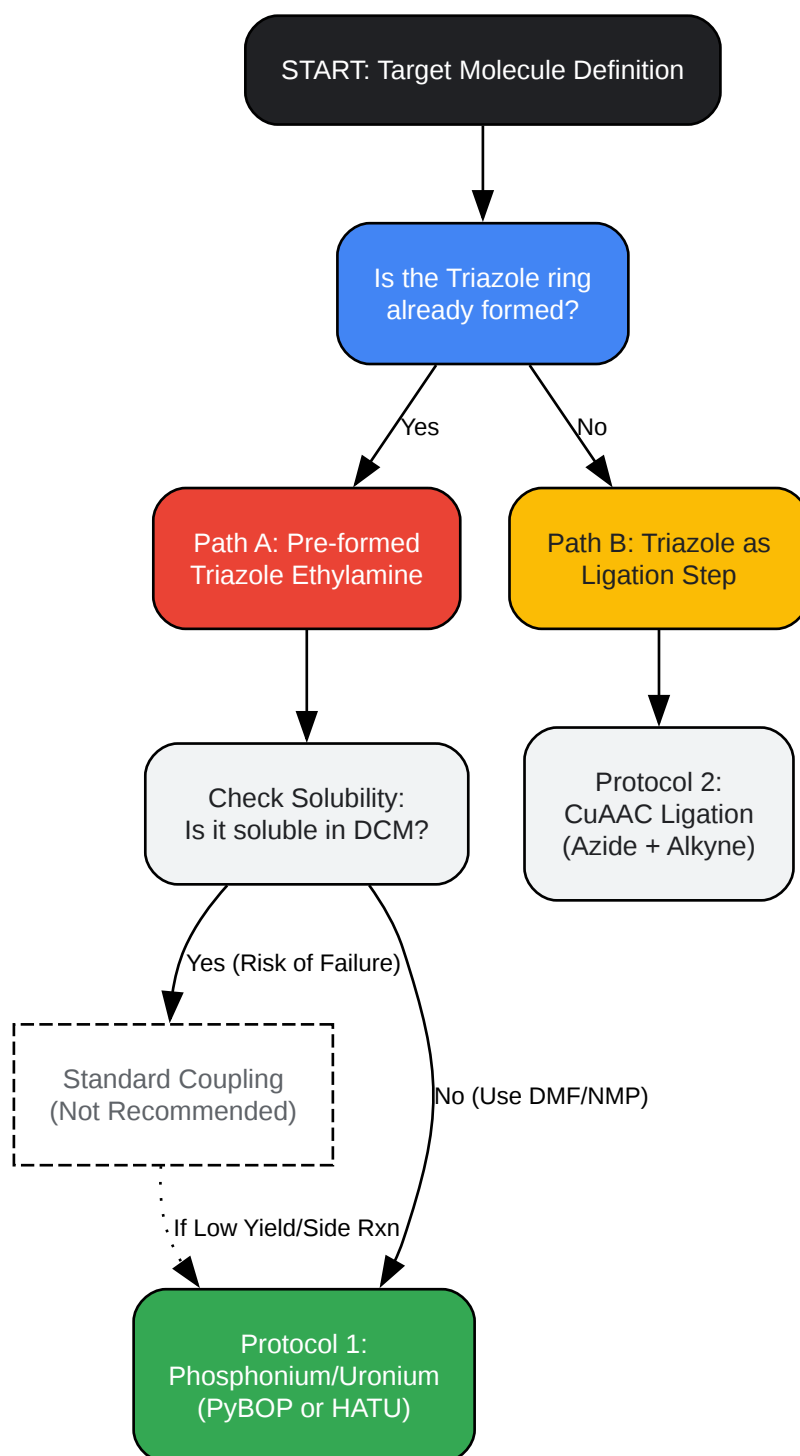 START: Target Molecule Definition
Is the Triazole ring
already formed?
Yes
No
Path A: Pre-formed
Triazole Ethylamine
Path B: Triazole as
Ligation Step
Check Solubility:
Is it soluble in DCM?
Protocol 2:
CuAAC Ligation
(Azide + Alkyne)
Yes (Risk of Failure)
Standard Coupling
(Not Recommended)
No (Use DMF/NMP)
If Low Yield/Side Rxn
Protocol 1:
Phosphonium/Uronium
(PyBOP or HATU)